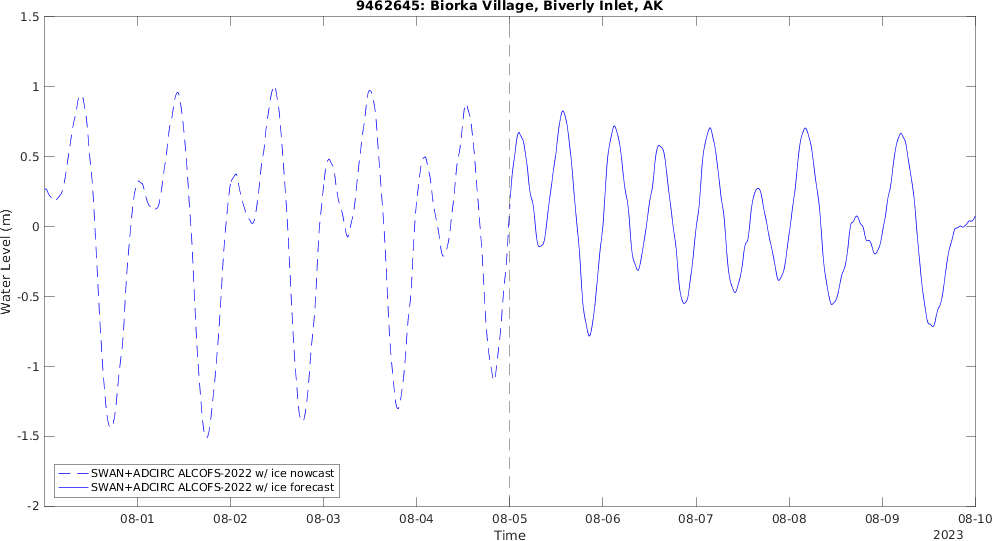 9462645: Biorka Village, Biverly Inlet, AK
1.5
1
0.5
0
-0.5
-1
-1.5
-2
Water Level (m)
SWAN+ADCIRC ALCOFS-2022 w/ ice nowcast
SWAN+ADCIRC ALCOFS-2022 w/ ice forecast
08-01 08-02 08-03 08-04 08-05 08-06 08-07 08-08 08-09 08-10
Time
2023